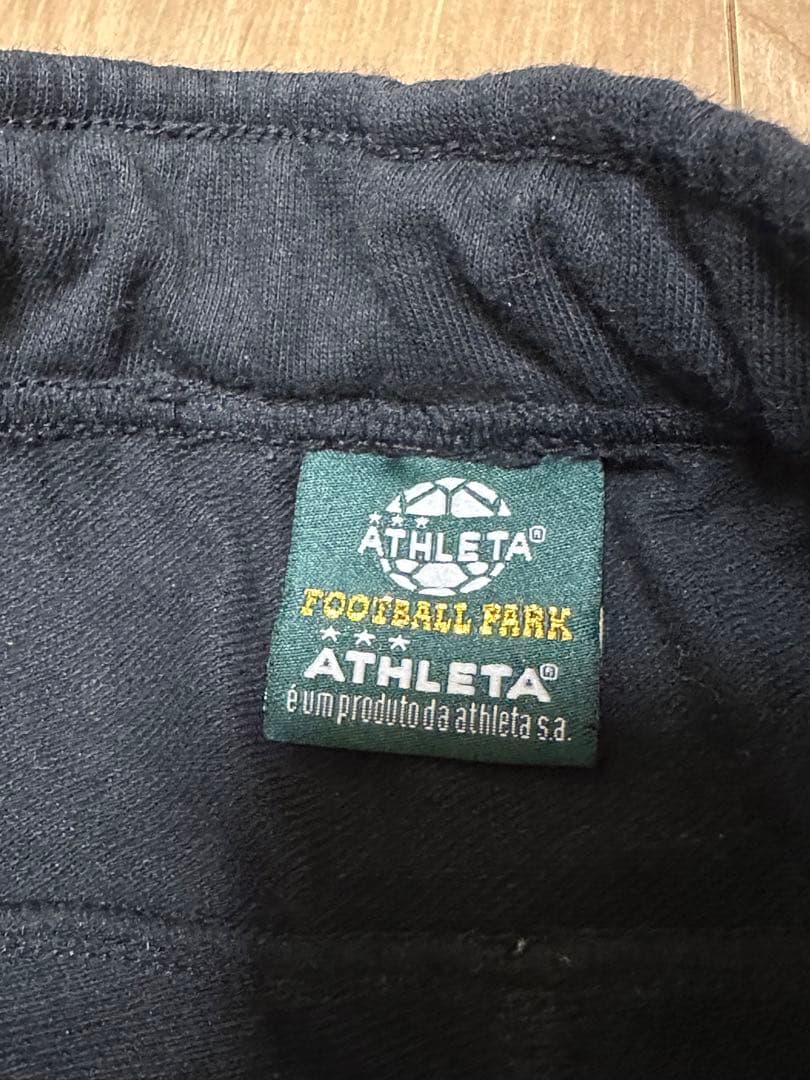 ATHLETA®
FOOTBALL PARK
ATHLETA®
é um produto da athleta s.a.